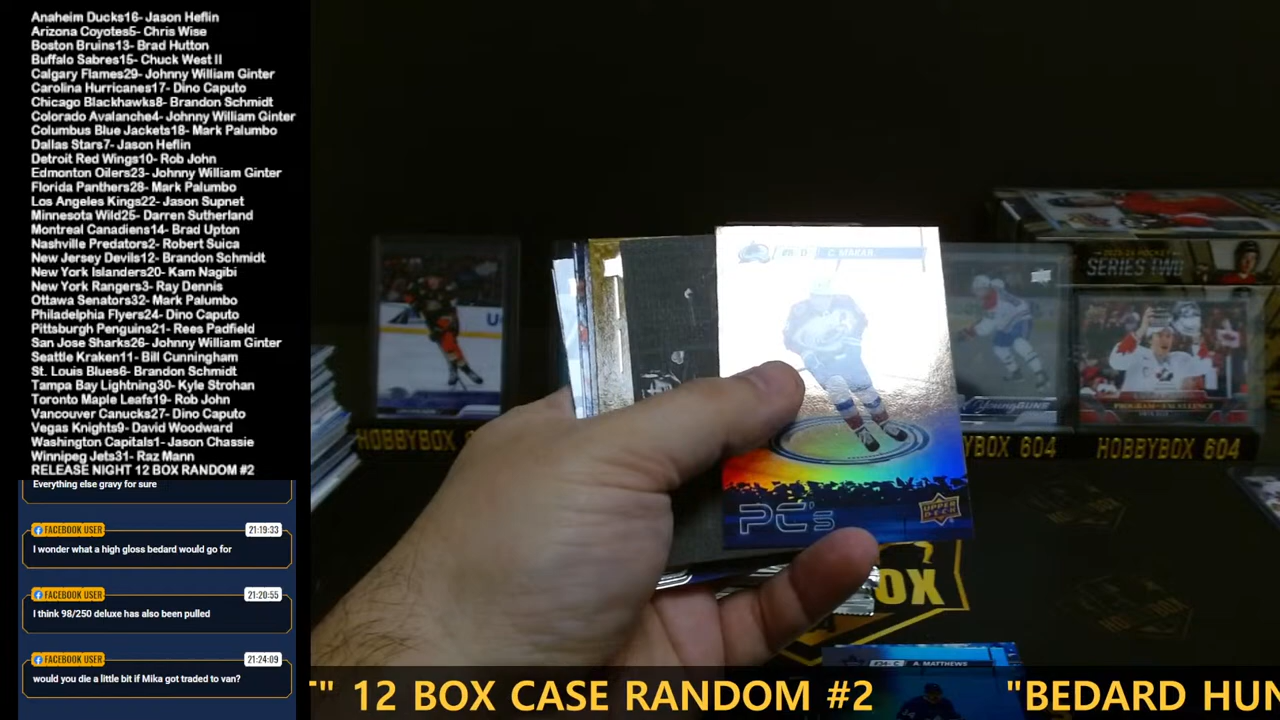 Anaheim Ducks16- Jason Heflin
Arizona Coyotes5- Chris Wise
Boston Bruins13- Brad Hutton
Buffalo Sabres15- Chuck West II
Calgary Flames29- Johnny William Ginter
Carolina Hurricanes17- Dino Caputo
Chicago Blackhawks8- Brandon Schmidt
Colorado Avalanche4- Johnny William Ginter
Columbus Blue Jackets18- Mark Palumbo
Dallas Stars7- Jason Heflin
Detroit Red Wings10- Rob John
Edmonton Oilers23- Johnny William Ginter
Florida Panthers28- Mark Palumbo
Los Angeles Kings22- Jason Supnet
Minnesota Wild25- Darren Sutherland
Montreal Canadiens14- Brad Upton
Nashville Predators2- Robert Suica
New Jersey Devils12- Brandon Schmidt
New York Islanders20- Kam Nagibi
New York Rangers3- Ray Dennis
Ottawa Senators32- Mark Palumbo
Philadelphia Flyers24- Dino Caputo
Pittsburgh Penguins21- Rees Padfield
San Jose Sharks26- Johnny William Ginter
Seattle Kraken11- Bill Cunningham
St. Louis Blues6- Brandon Schmidt
Tampa Bay Lightning30- Kyle Strohan
Toronto Maple Leafs19- Rob John
Vancouver Canucks27- Dino Caputo
Vegas Knights9- David Woodward
Washington Capitals1- Jason Chassie
Winnipeg Jets31- Raz Mann
RELEASE NIGHT 12 BOX RANDOM #2
Everything else gravy for sure
FACEBOOK USER 21:19:33
I wonder what a high gloss bedard would go for
FACEBOOK USER 21:20:55
I think 98/250 deluxe has also been pulled
FACEBOOK USER 21:24:09
would you die a little bit if Mika got traded to van?
#8 D C. MAKAR
PC's
UPPER DECK
SERIES TWO
Young GUNS
PROGRAM OF EXCELLENCE
HOBBYBOX
604
HOBBYBOX 604
OX
#34 C A. MATTHEWS
" 12 BOX CASE RANDOM #2 "BEDARD HUN